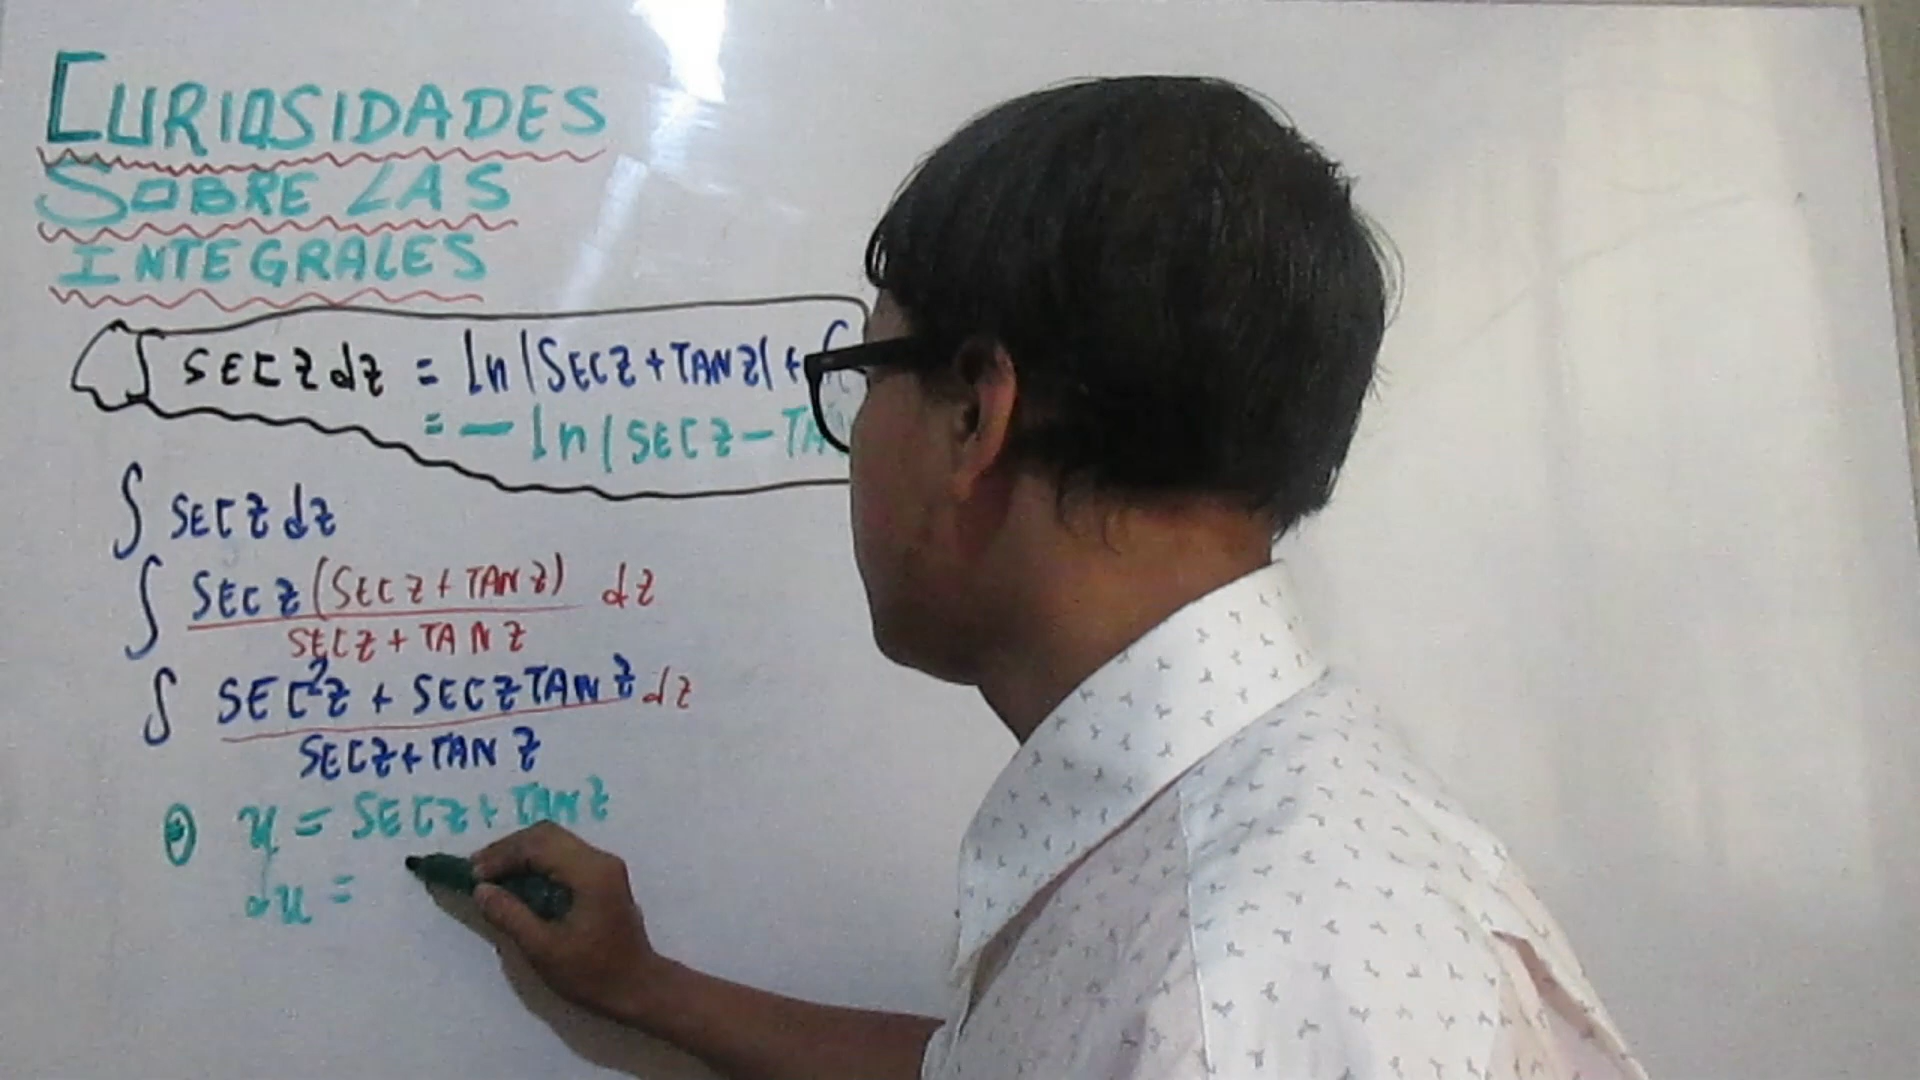 CURIOSIDADES
SOBRE LAS
INTEGRALES
∫ SEC Z dz = ln |SEC Z + TAN Z| + C
= - ln |SEC Z - TA
∫ SEC Z dz
∫ SEC Z (SEC Z + TAN Z) dz
SEC Z + TAN Z
∫ SEC²Z + SEC Z TAN Z dz
SEC Z + TAN Z
u = SEC Z + TAN Z
du =